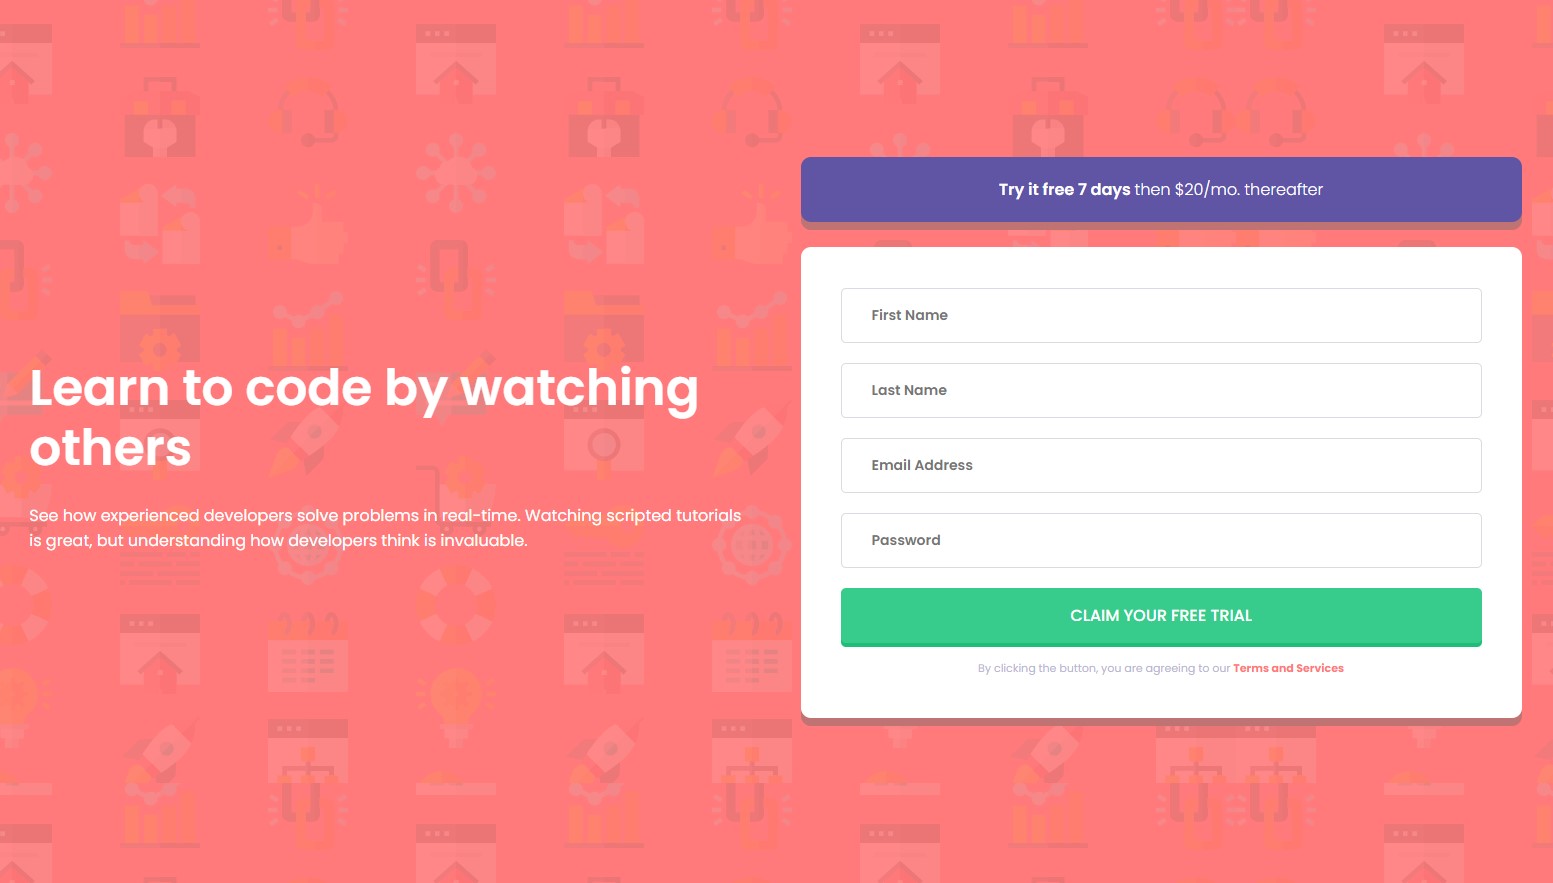 Learn to code by watching
others
See how experienced developers solve problems in real-time. Watching scripted tutorials
is great, but understanding how developers think is invaluable.
Try it free 7 days then $20/mo. thereafter
First Name
Last Name
Email Address
Password
CLAIM YOUR FREE TRIAL
By clicking the button, you are agreeing to our Terms and Services